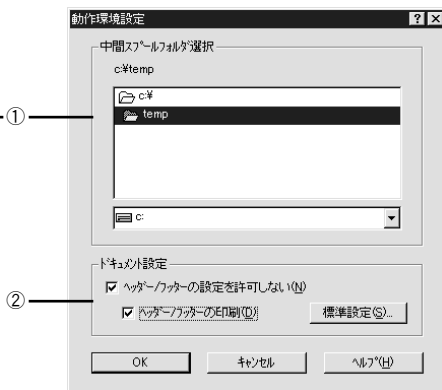 動作環境設定
中間ｽﾌﾟｰﾙﾌｫﾙﾀﾞ選択
c:¥temp
c:¥
① temp
c:
ﾄﾞｷｭﾒﾝﾄ設定
ﾍｯﾀﾞｰ/ﾌｯﾀｰの設定を許可しない(N)
② ﾍｯﾀﾞｰ/ﾌｯﾀｰの印刷(D) 標準設定(S)...
OK ｷｬﾝｾﾙ ﾍﾙﾌﾟ(H)